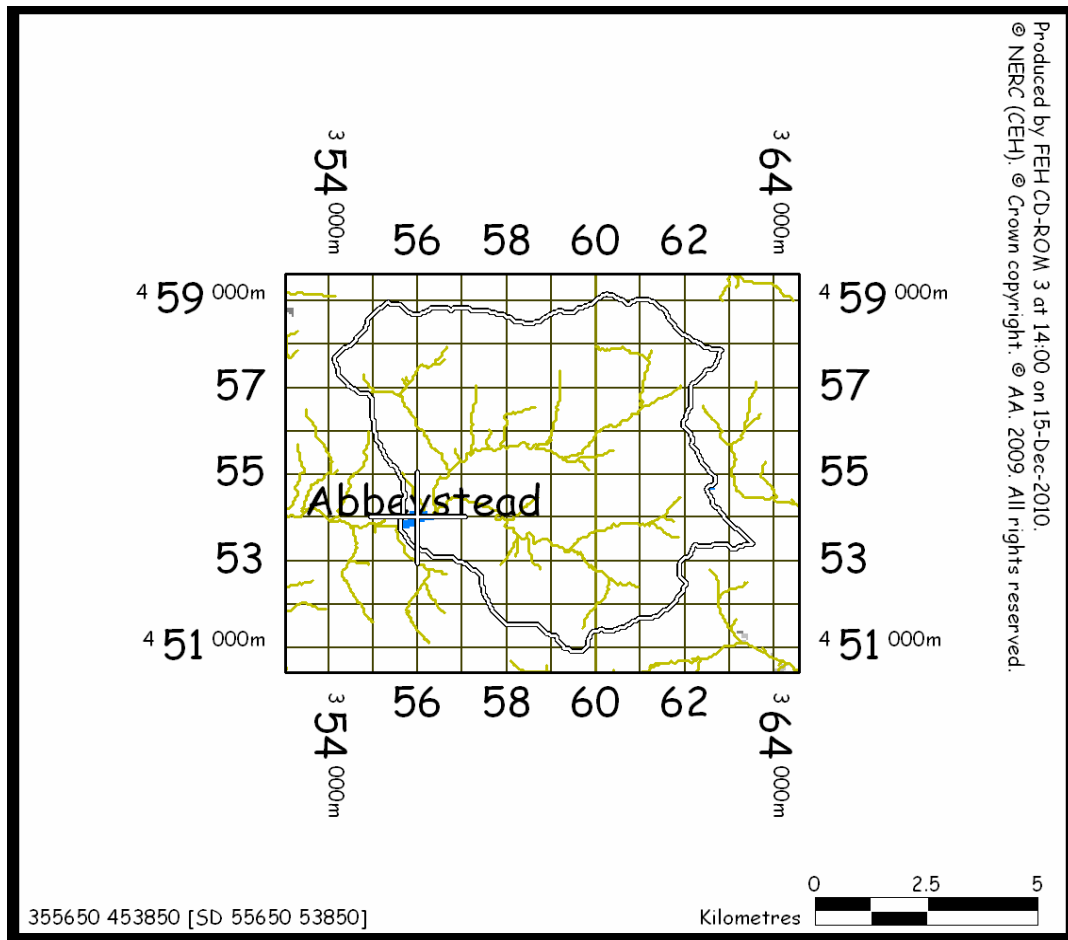 Produced by FEH CD-ROM 3 at 14:00 on 15-Dec-2010.
© NERC (CEH). © Crown copyright. © AA. 2009. All rights reserved.
3 54 000m
3 64 000m
56 58 60 62
4 59 000m
4 59 000m
57
57
55
55
Abbeystead
53
53
4 51 000m
4 51 000m
56 58 60 62
3 54 000m
3 64 000m
0 2.5 5
Kilometres
355650 453850 [SD 55650 53850]